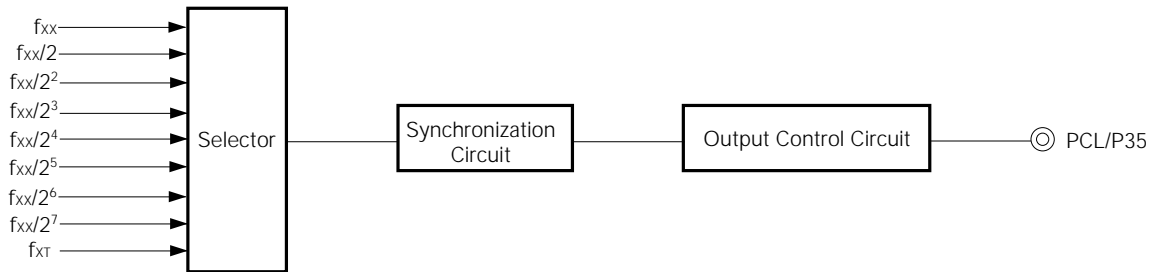 fxx
fxx/2
fxx/2²
fxx/2³
fxx/2⁴
fxx/2⁵
fxx/2⁶
fxx/2⁷
fXT
Selector
Synchronization
Circuit
Output Control Circuit
PCL/P35